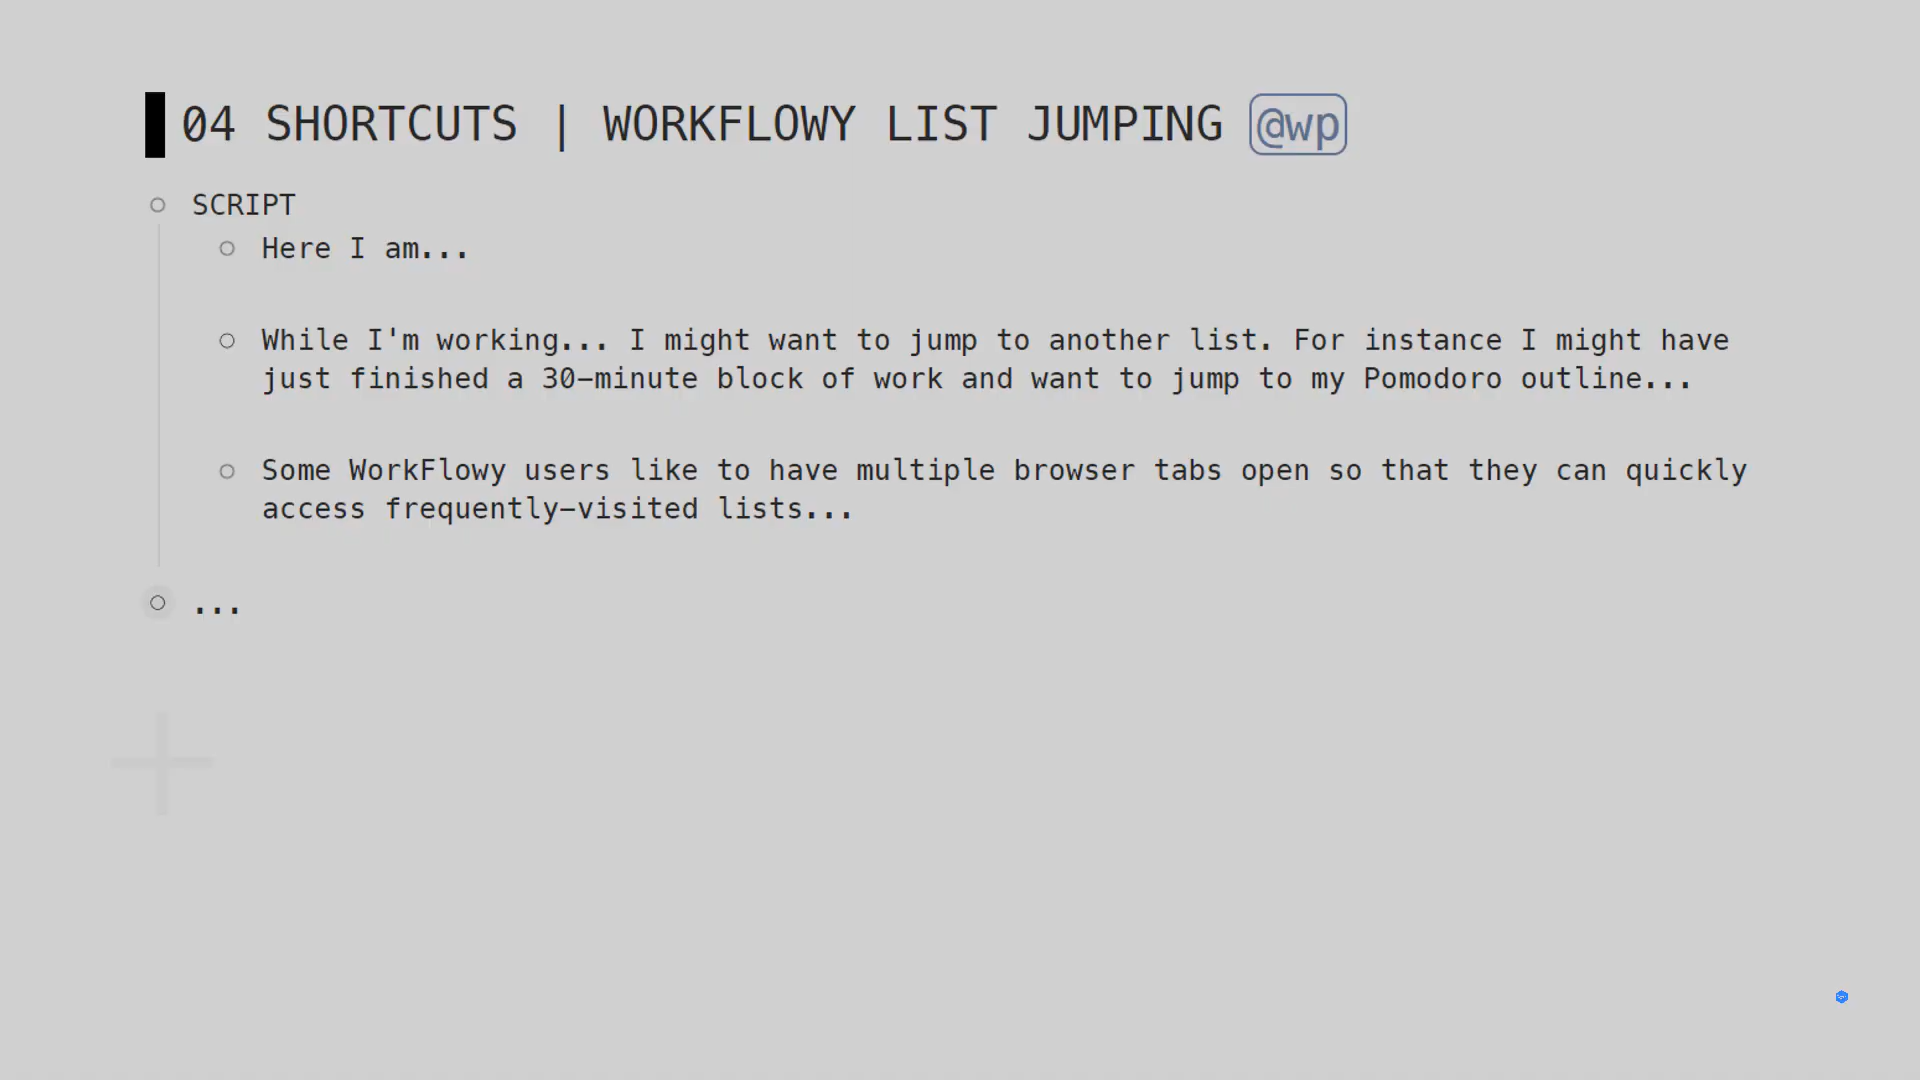 04 SHORTCUTS | WORKFLOWY LIST JUMPING @wp
SCRIPT
Here I am...
While I'm working... I might want to jump to another list. For instance I might have
just finished a 30-minute block of work and want to jump to my Pomodoro outline...
Some WorkFlowy users like to have multiple browser tabs open so that they can quickly
access frequently-visited lists...
...